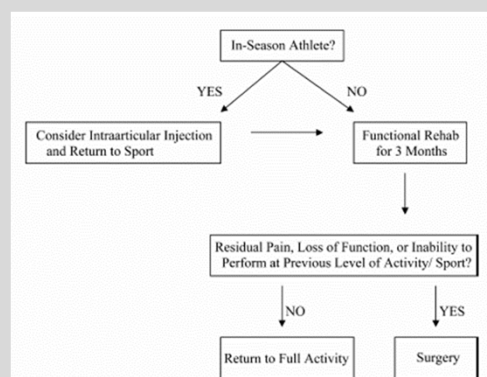 In-Season Athlete?
YES
NO
Consider Intraarticular Injection
and Return to Sport
Functional Rehab
for 3 Months
Residual Pain, Loss of Function, or Inability to
Perform at Previous Level of Activity/ Sport?
NO
YES
Return to Full Activity
Surgery